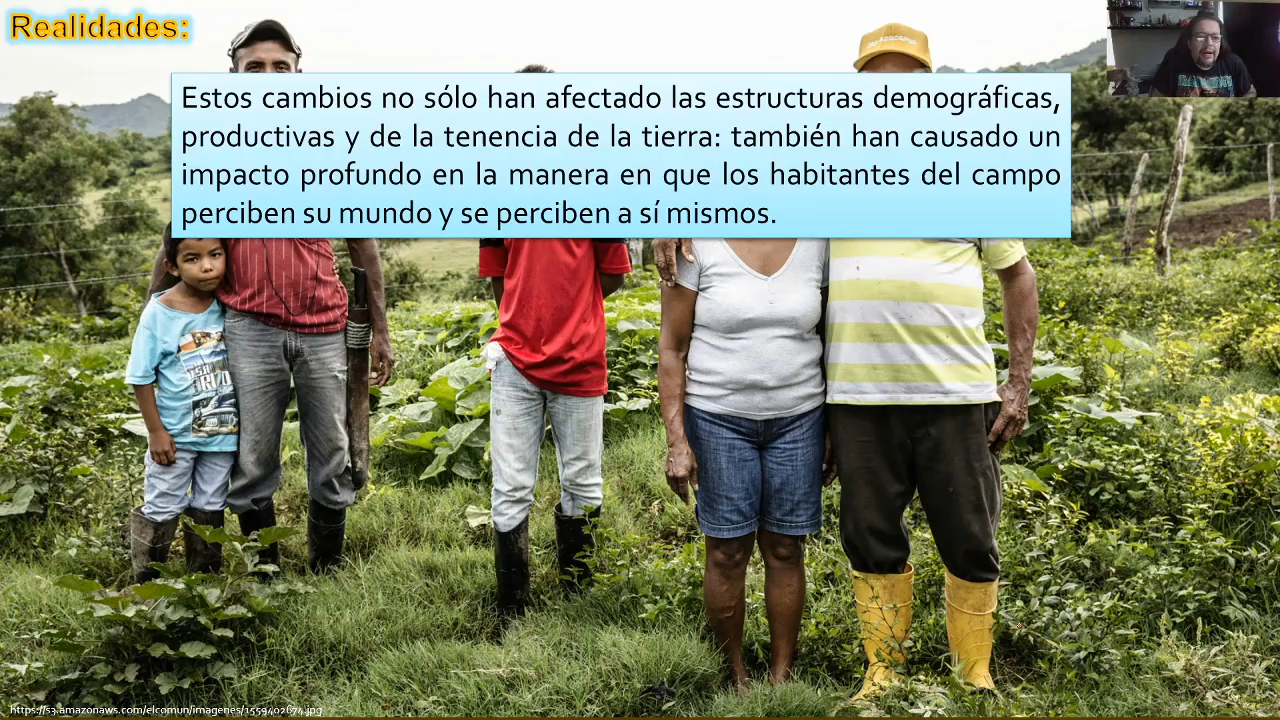 Realidades:
Estos cambios no sólo han afectado las estructuras demográficas,
productivas y de la tenencia de la tierra: también han causado un
impacto profundo en la manera en que los habitantes del campo
perciben su mundo y se perciben a sí mismos.
https://s3.amazonaws.com/elcomun/imagenes/1559402674.jpg